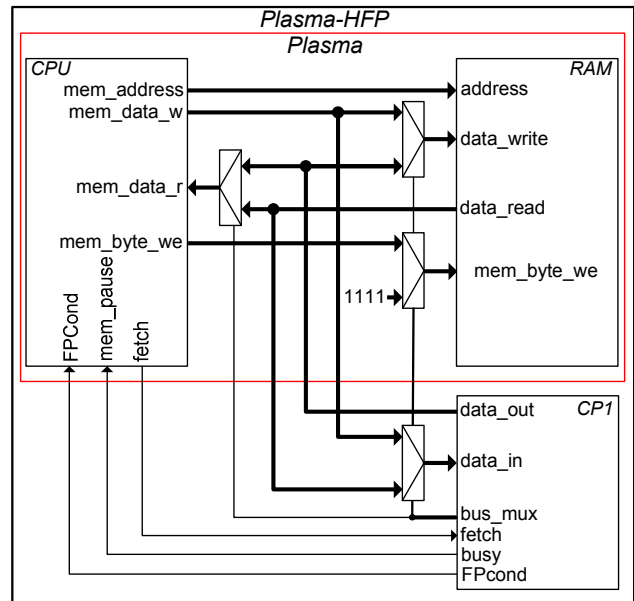 Plasma-HFP
Plasma
CPU
RAM
mem_address
address
mem_data_w
data_write
mem_data_r
data_read
mem_byte_we
mem_byte_we
1111
FPCond
mem_pause
fetch
data_out
CP1
data_in
bus_mux
fetch
busy
FPcond